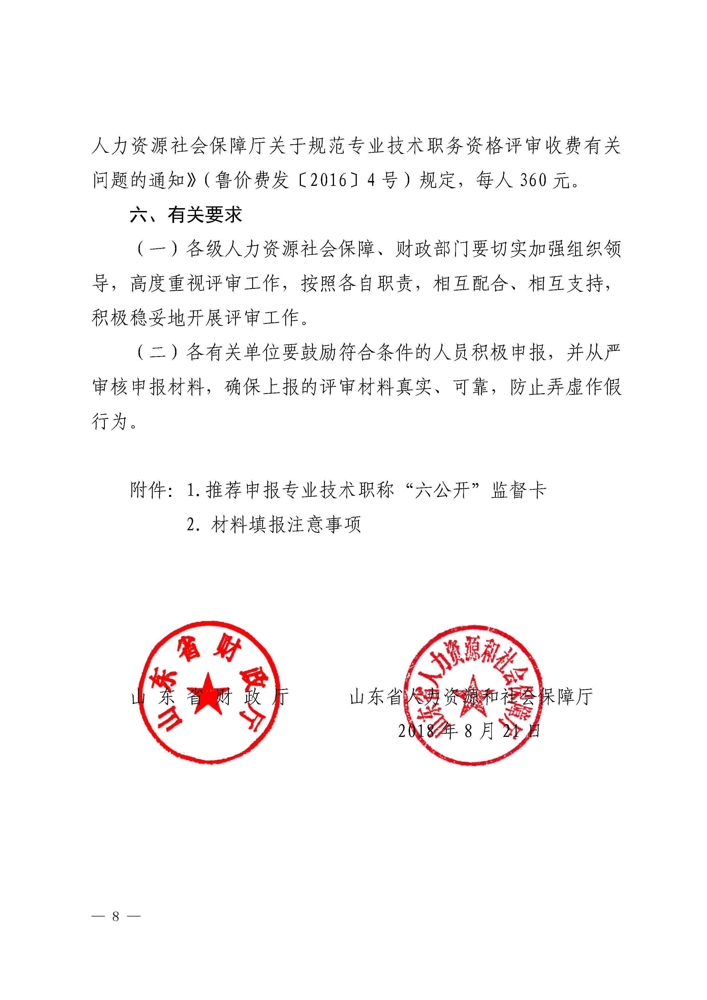 人力资源社会保障厅关于规范专业技术职务资格评审收费有关
问题的通知》（鲁价费发〔2016〕4 号）规定，每人 360 元。
六、有关要求
（一）各级人力资源社会保障、财政部门要切实加强组织领
导，高度重视评审工作，按照各自职责，相互配合、相互支持，
积极稳妥地开展评审工作。
（二）各有关单位要鼓励符合条件的人员积极申报，并从严
审核申报材料，确保上报的评审材料真实、可靠，防止弄虚作假
行为。
附件：1.推荐申报专业技术职称“六公开”监督卡
2. 材料填报注意事项
山东省财政厅
山东省人力资源和社会保障厅
山 东 省 财 政 厅
山东省人力资源和社会保障厅
2018 年 8 月 21 日
— 8 —